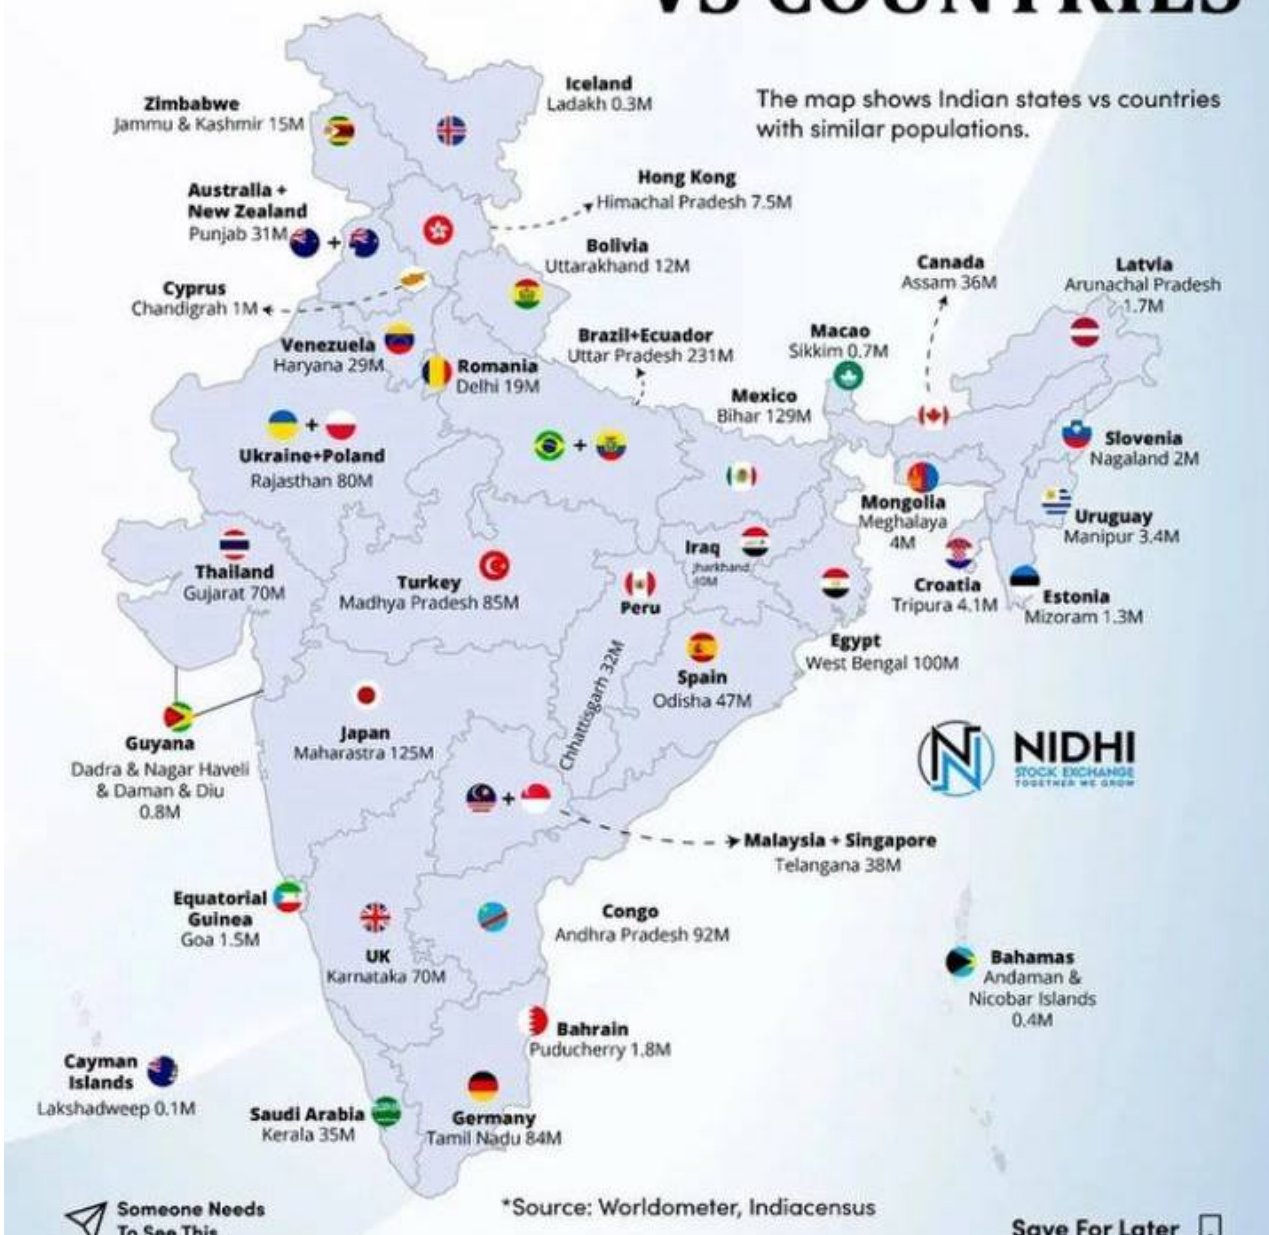 VS COUNTRIES
The map shows Indian states vs countries
with similar populations.
Iceland
Ladakh 0.3M
Zimbabwe
Jammu & Kashmir 15M
Hong Kong
Himachal Pradesh 7.5M
Australia +
New Zealand
Punjab 31M
+
Bolivia
Uttarakhand 12M
Cyprus
Chandigrah 1M
Canada
Assam 36M
Latvia
Arunachal Pradesh
1.7M
Venezuela
Haryana 29M
Romania
Delhi 19M
Brazil+Ecuador
Uttar Pradesh 231M
+
Macao
Sikkim 0.7M
Mexico
Bihar 129M
+
Ukraine+Poland
Rajasthan 80M
Slovenia
Nagaland 2M
Mongolia
Meghalaya
4M
Uruguay
Manipur 3.4M
Thailand
Gujarat 70M
Turkey
Madhya Pradesh 85M
Iraq
Jharkhand
40M
Peru
Chhattisgarh 32M
Croatia
Tripura 4.1M
Estonia
Mizoram 1.3M
Egypt
West Bengal 100M
Spain
Odisha 47M
Japan
Maharastra 125M
Guyana
Dadra & Nagar Haveli
& Daman & Diu
0.8M
N
NIDHI
STOCK EXCHANGE
TOGETHER WE GROW
+
Malaysia + Singapore
Telangana 38M
Equatorial
Guinea
Goa 1.5M
UK
Karnataka 70M
Congo
Andhra Pradesh 92M
Bahamas
Andaman &
Nicobar Islands
0.4M
Bahrain
Puducherry 1.8M
Cayman
Islands
Lakshadweep 0.1M
Saudi Arabia
Kerala 35M
Germany
Tamil Nadu 84M
Someone Needs
To See This
*Source: Worldometer, Indiacensus
Save For Later